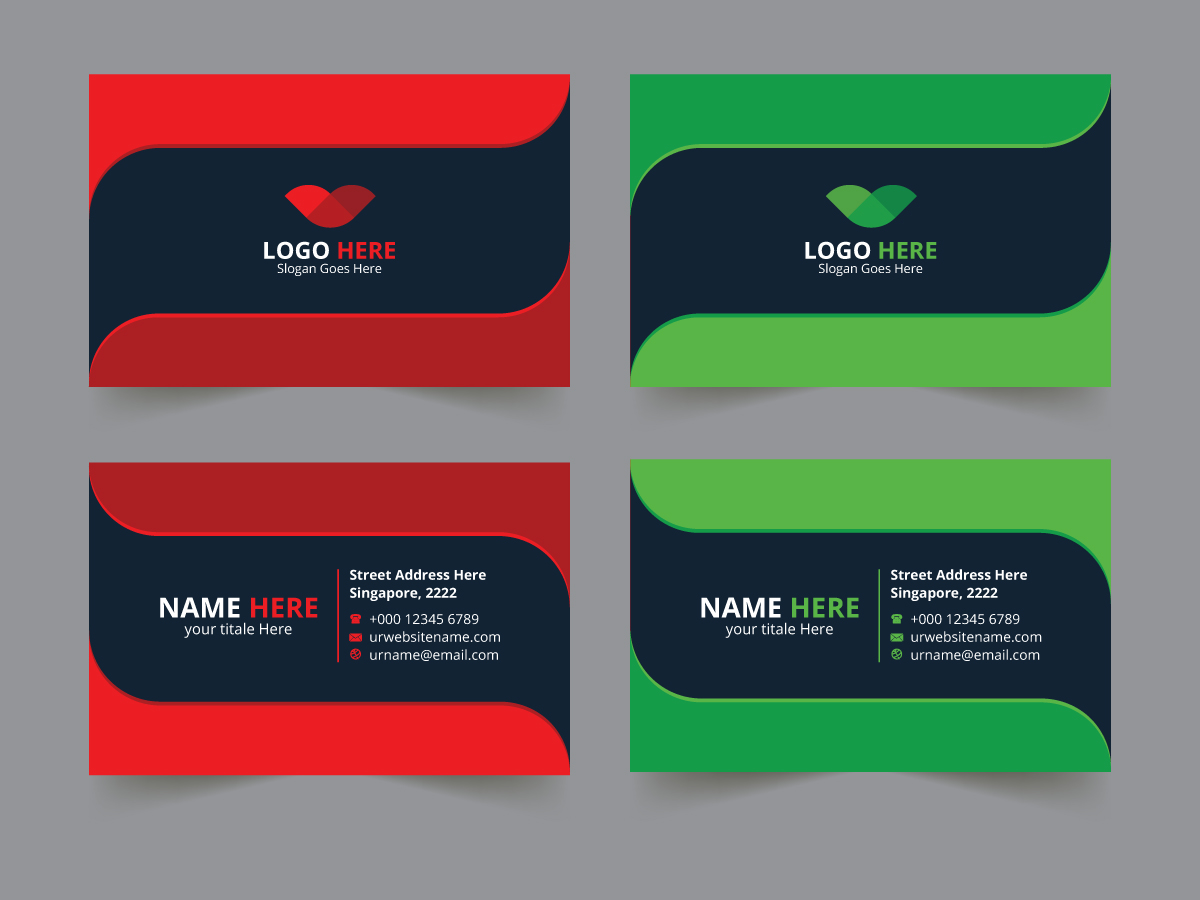 LOGO HERE
Slogan Goes Here
LOGO HERE
Slogan Goes Here
NAME HERE
your titale Here
Street Address Here
Singapore, 2222
+000 12345 6789
urwebsitename.com
urname@email.com
NAME HERE
your titale Here
Street Address Here
Singapore, 2222
+000 12345 6789
urwebsitename.com
urname@email.com